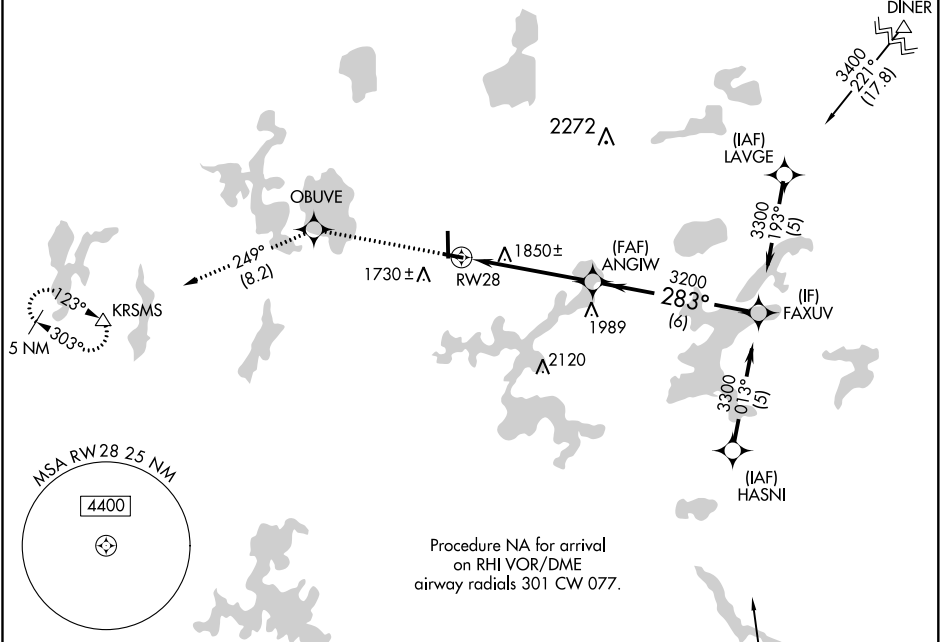 DINER
3400
221°
(17.8)
2272
(IAF)
LAVGE
3300
193°
(5)
OBUVE
249°
(8.2)
1850±
1730±
RW28
(FAF)
ANGIW
3200
283°
(6)
(IF)
FAXUV
1989
2120
123°
KRSMS
303°
5 NM
3300
013°
(5)
(IAF)
HASNI
MSA RW28 25 NM
4400
Procedure NA for arrival
on RHI VOR/DME
airway radials 301 CW 077.